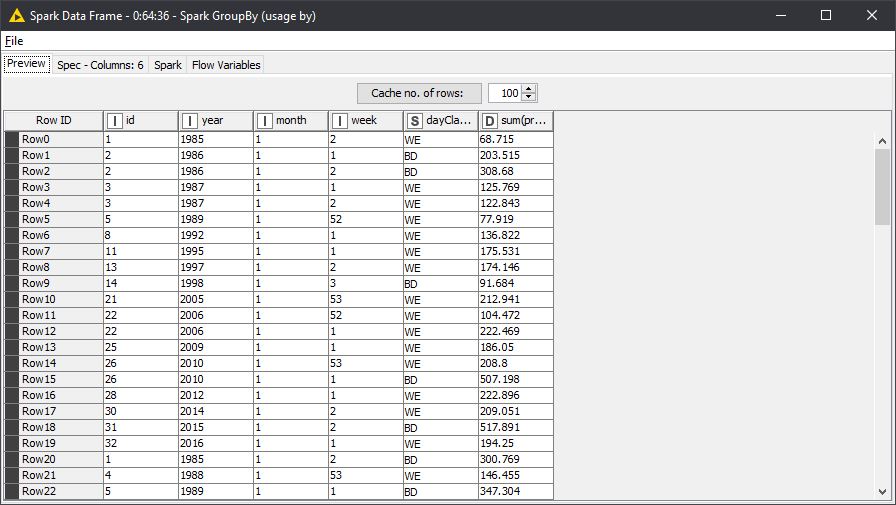 Spark Data Frame - 0:64:36 - Spark GroupBy (usage by)
File
Preview Spec - Columns: 6 Spark Flow Variables
Cache no. of rows: 100
Row ID I id I year I month I week S dayCla... D sum(pr...
Row0 1 1985 1 2 WE 68.715
Row1 2 1986 1 1 BD 203.515
Row2 2 1986 1 2 BD 308.68
Row3 3 1987 1 1 WE 125.769
Row4 3 1987 1 2 WE 122.843
Row5 5 1989 1 52 WE 77.919
Row6 8 1992 1 1 WE 136.822
Row7 11 1995 1 1 WE 175.531
Row8 13 1997 1 2 WE 174.146
Row9 14 1998 1 3 BD 91.684
Row10 21 2005 1 53 WE 212.941
Row11 22 2006 1 52 WE 104.472
Row12 22 2006 1 1 WE 222.469
Row13 25 2009 1 1 WE 186.05
Row14 26 2010 1 53 WE 208.8
Row15 26 2010 1 1 BD 507.198
Row16 28 2012 1 1 WE 222.896
Row17 30 2014 1 2 WE 209.051
Row18 31 2015 1 2 BD 517.891
Row19 32 2016 1 1 WE 194.25
Row20 1 1985 1 2 BD 300.769
Row21 4 1988 1 53 WE 146.455
Row22 5 1989 1 1 BD 347.304